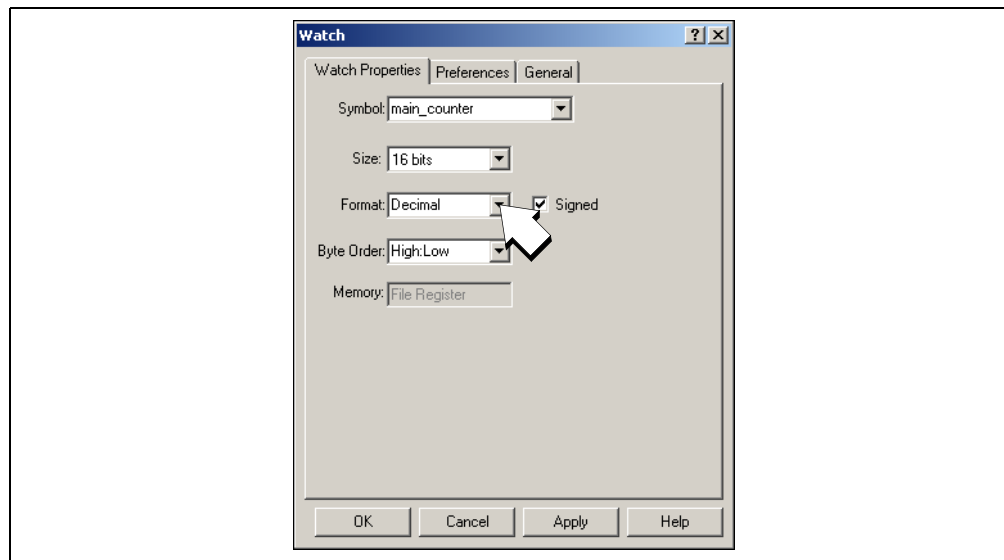 Watch
Watch Properties Preferences General
Symbol: main_counter
Size: 16 bits
Format: Decimal Signed
Byte Order: High:Low
Memory: File Register
OK Cancel Apply Help